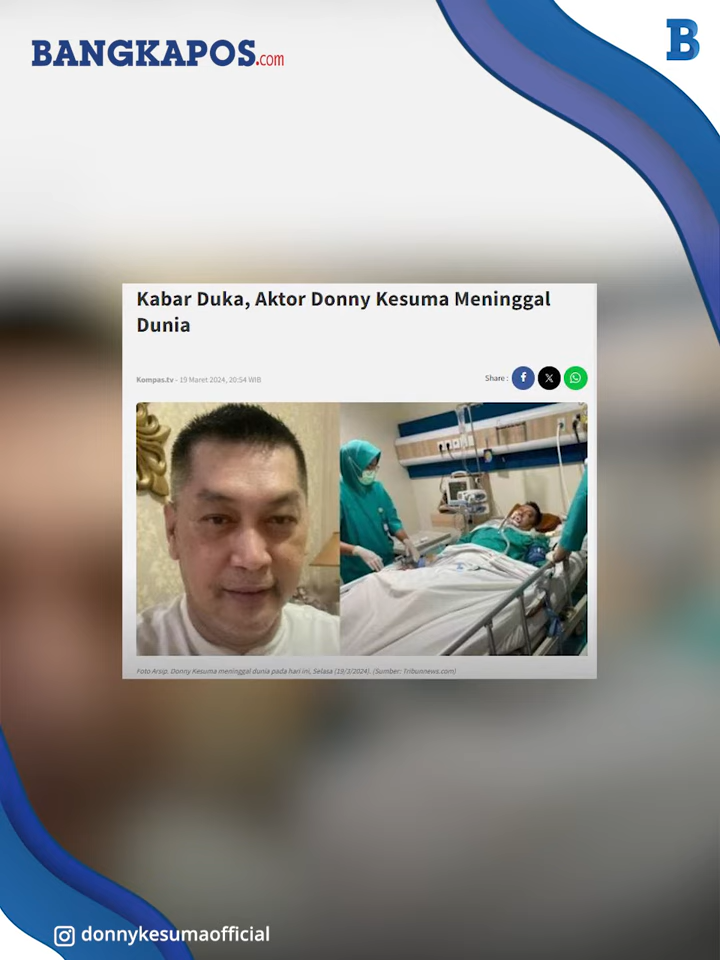 BANGKAPOS.com
B
Kabar Duka, Aktor Donny Kesuma Meninggal
Dunia
Kompas.tv - 19 Maret 2024, 20:54 WIB
Share :
Foto Arsip. Donny Kesuma meninggal dunia pada hari ini, Selasa (19/3/2024). (Sumber: Tribunnews.com)
donnykesumaofficial